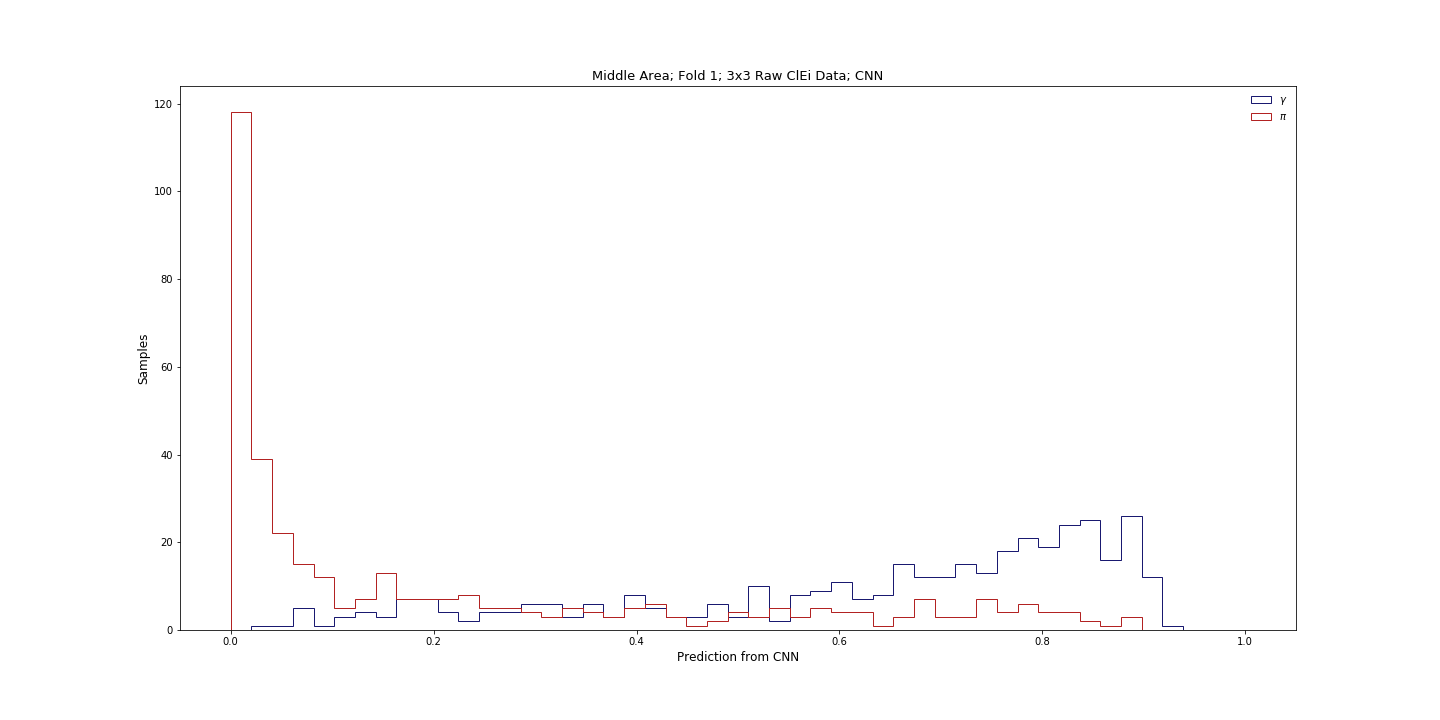 Middle Area; Fold 1; 3x3 Raw ClEi Data; CNN
γ
π
Samples
120
100
80
60
40
20
0
0.0 0.2 0.4 0.6 0.8 1.0
Prediction from CNN